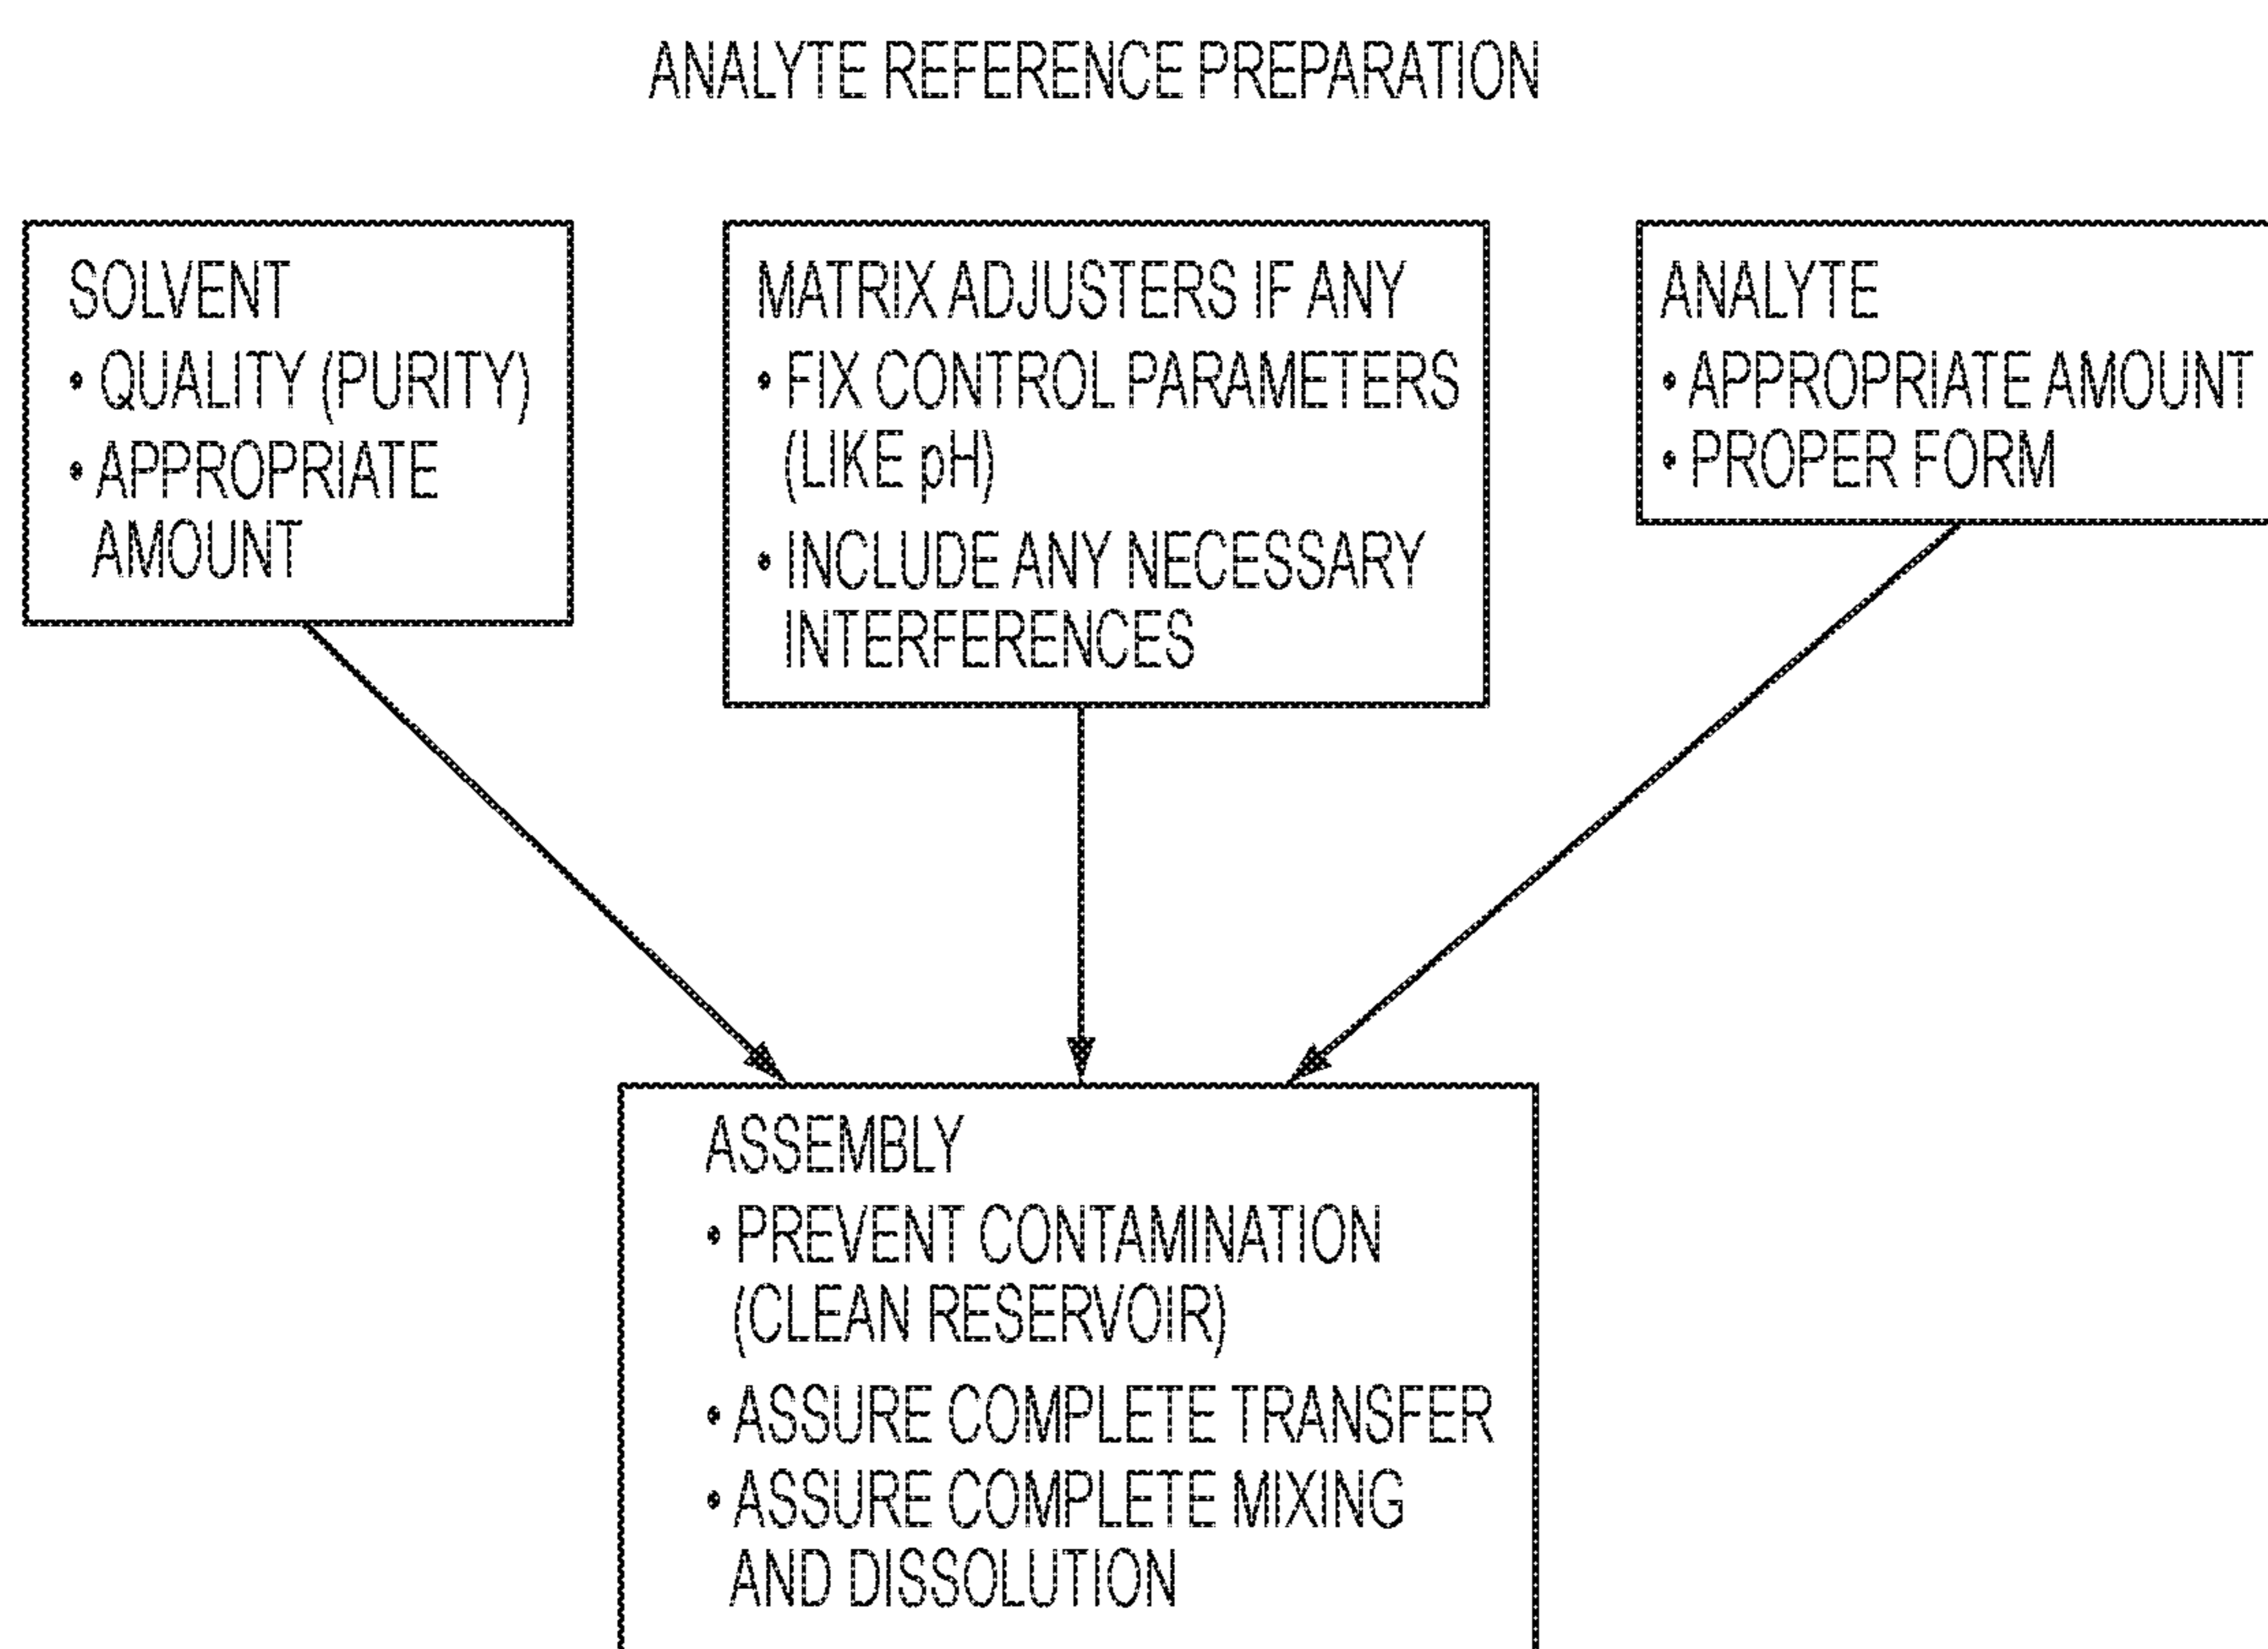 ANALYTE REFERENCE PREPARATION
SOLVENT
• QUALITY (PURITY)
• APPROPRIATE
AMOUNT
MATRIX ADJUSTERS IF ANY
• FIX CONTROL PARAMETERS
(LIKE pH)
• INCLUDE ANY NECESSARY
INTERFERENCES
ANALYTE
• APPROPRIATE AMOUNT
• PROPER FORM
ASSEMBLY
• PREVENT CONTAMINATION
(CLEAN RESERVOIR)
• ASSURE COMPLETE TRANSFER
• ASSURE COMPLETE MIXING
AND DISSOLUTION